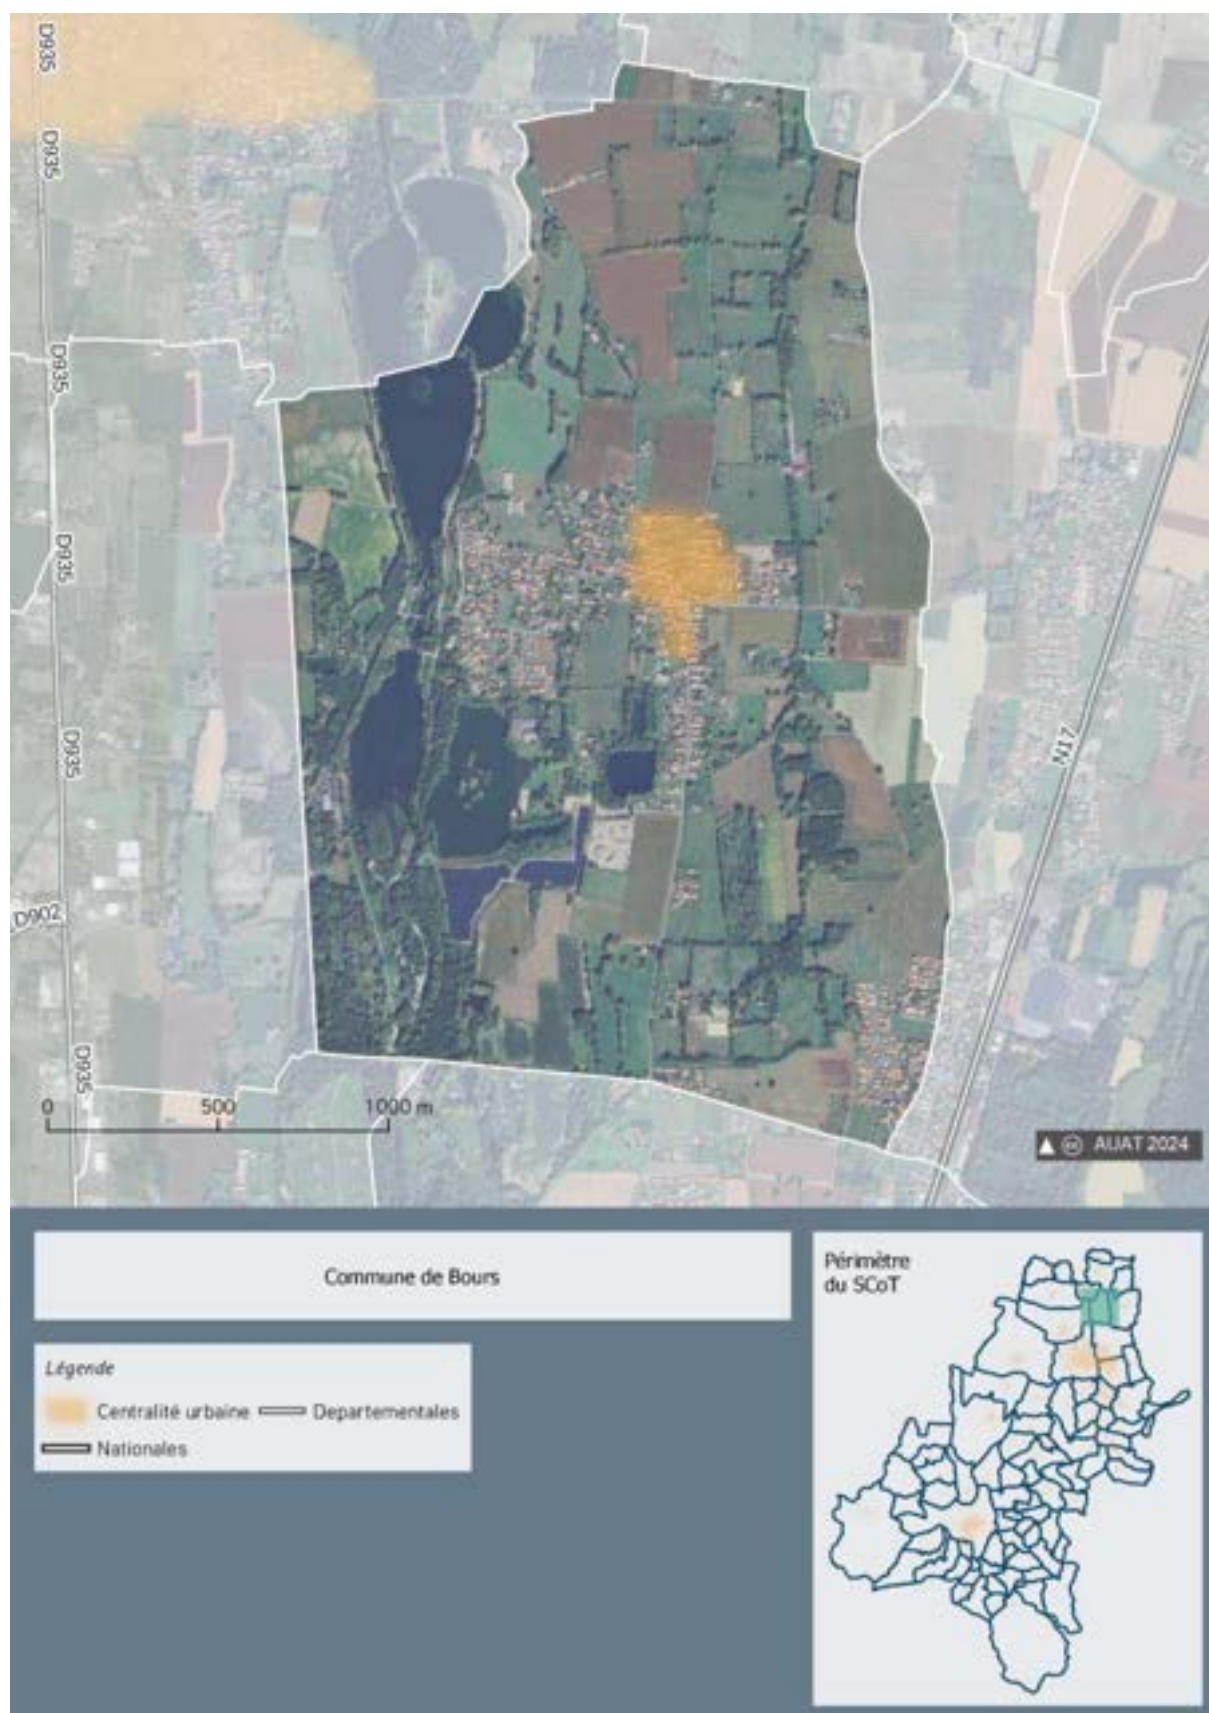 D935
D935
D935
D935
D935
N17
D902
D935
0 500 1000 m
AUAT 2024
Commune de Bours
Périmètre
du SCoT
Légende
Centralité urbaine Departementales
Nationales